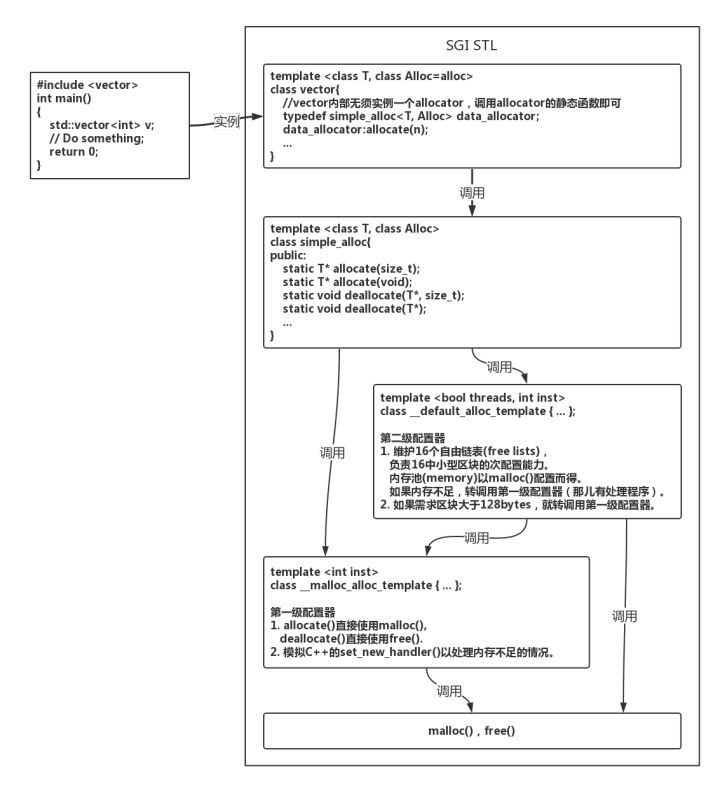 SGI STL
#include <vector>
int main()
{
std::vector<int> v;
// Do something;
return 0;
}
实例
template <class T, class Alloc=alloc>
class vector{
//vector内部无须实例一个allocator，调用allocator的静态函数即可
typedef simple_alloc<T, Alloc> data_allocator;
data_allocator:allocate(n);
...
}
调用
template <class T, class Alloc>
class simple_alloc{
public:
static T* allocate(size_t);
static T* allocate(void);
static void deallocate(T*, size_t);
static void deallocate(T*);
...
}
调用
调用
template <bool threads, int inst>
class __default_alloc_template { ... };
第二级配置器
1. 维护16个自由链表(free lists)，
负责16中小型区块的次配置能力。
内存池(memory)以malloc()配置而得。
如果内存不足，转调用第一级配置器（那儿有处理程序）。
2. 如果需求区块大于128bytes，就转调用第一级配置器。
调用
调用
template <int inst>
class __malloc_alloc_template { ... };
第一级配置器
1. allocate()直接使用malloc(),
deallocate()直接使用free().
2. 模拟C++的set_new_handler()以处理内存不足的情况。
调用
malloc()，free()